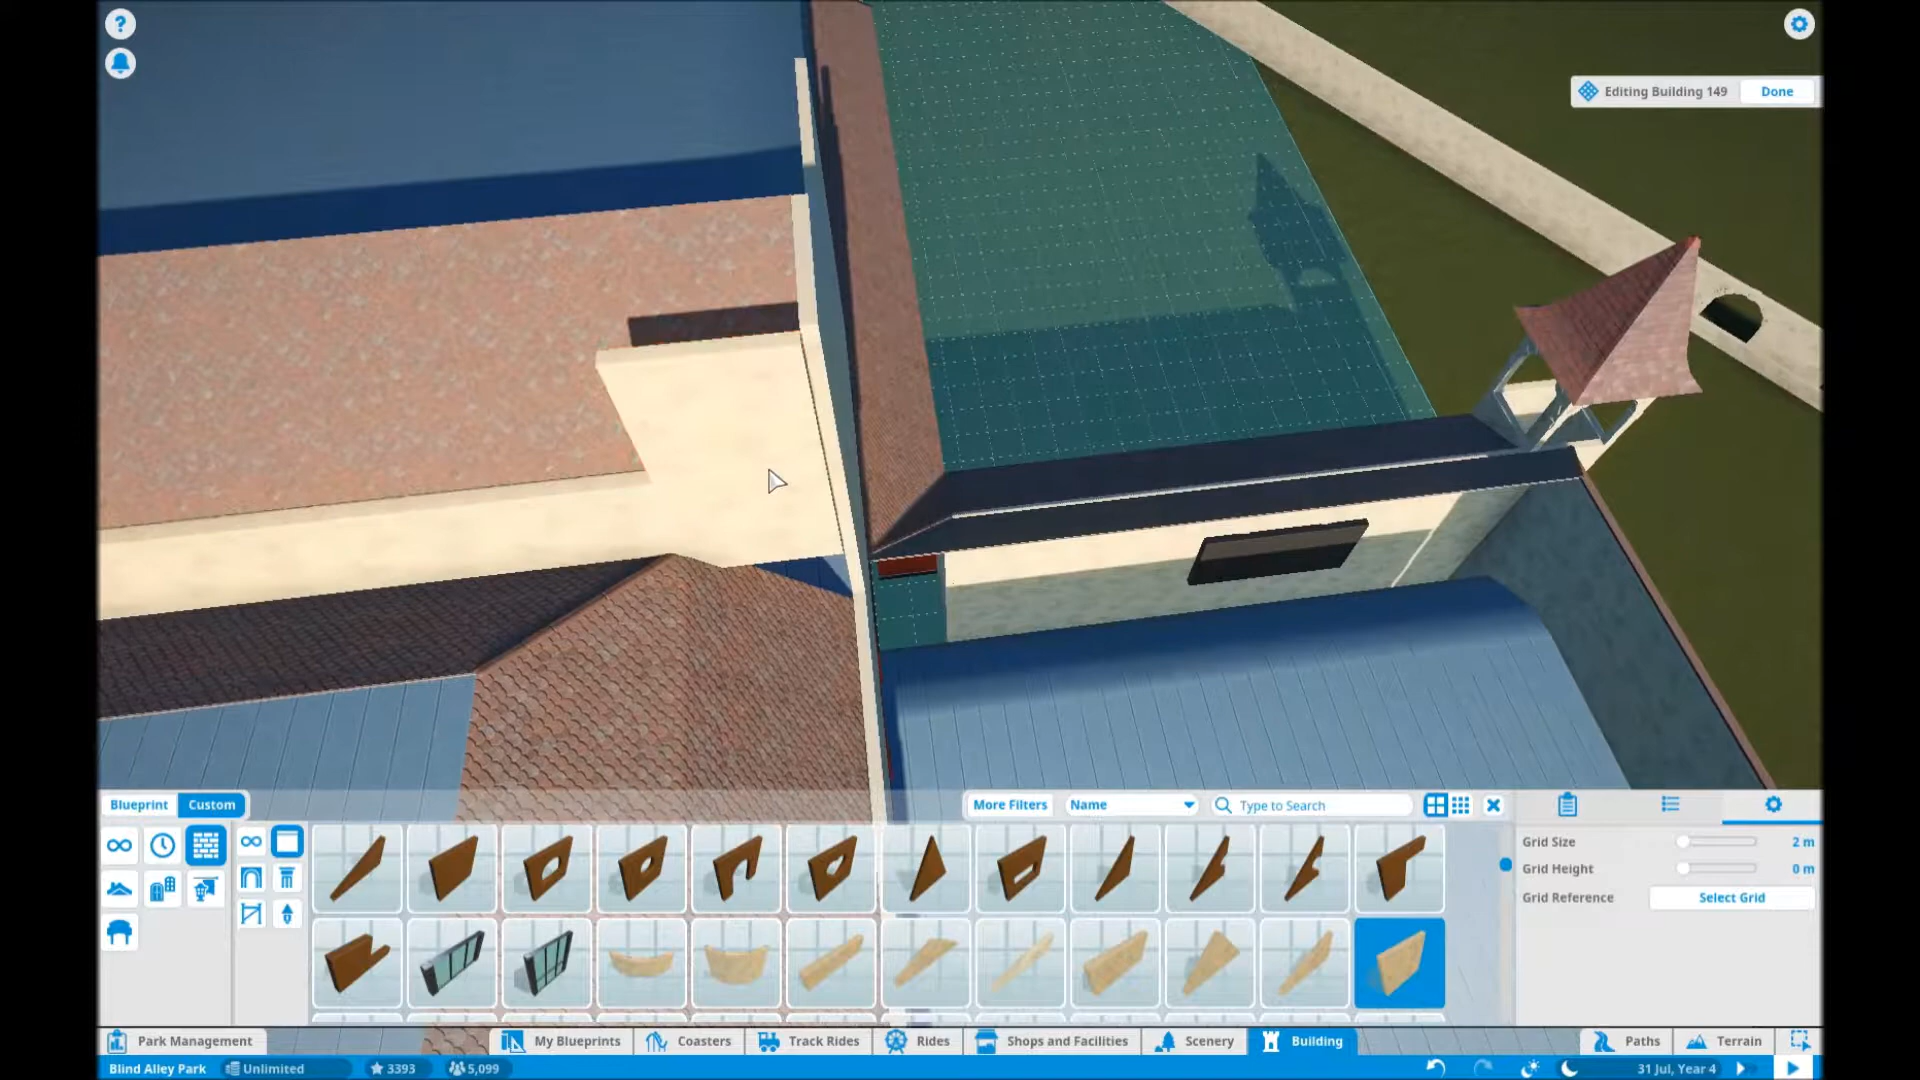 ?
Editing Building 149 Done
Blueprint Custom More Filters Name Type to Search
Grid Size 2 m
Grid Height 0 m
Grid Reference Select Grid
Park Management My Blueprints Coasters Track Rides Rides Shops and Facilities Scenery Building Paths Terrain
Blind Alley Park Unlimited 3393 5,099 31 Jul, Year 4